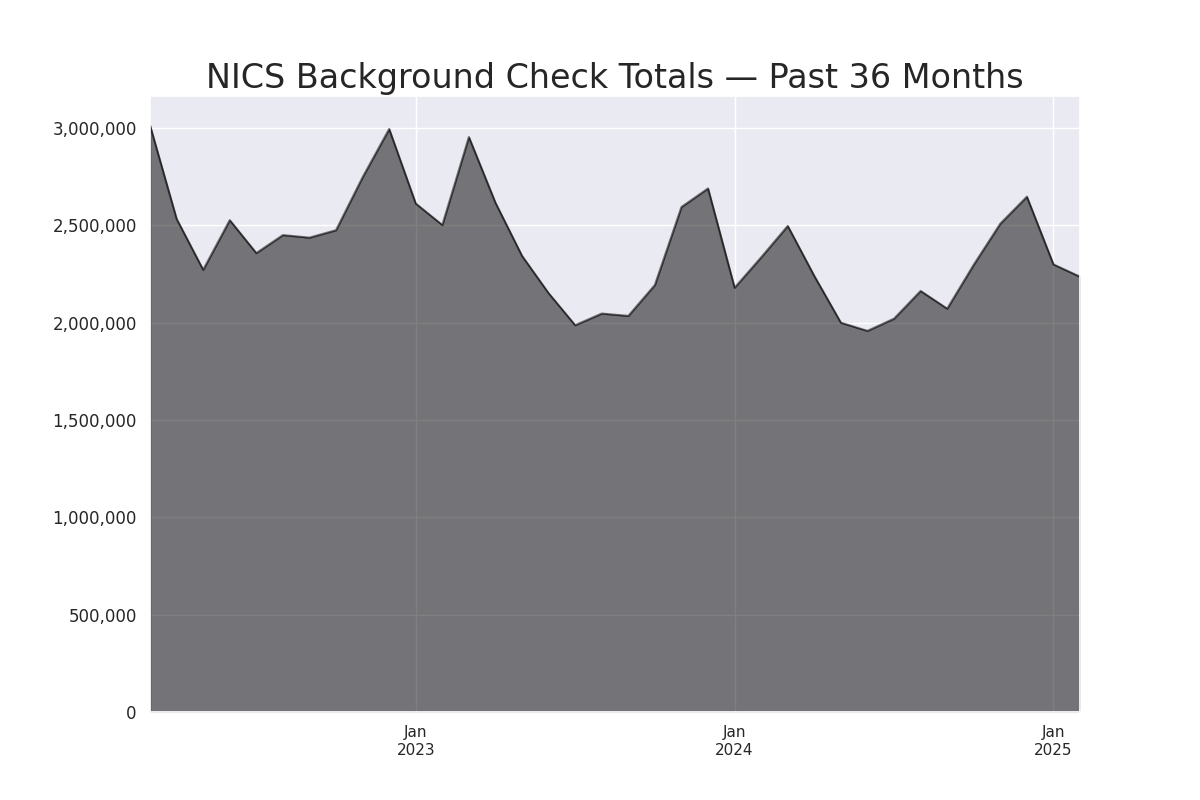 NICS Background Check Totals — Past 36 Months
3,000,000
2,500,000
2,000,000
1,500,000
1,000,000
500,000
0
Jan
2023
Jan
2024
Jan
2025